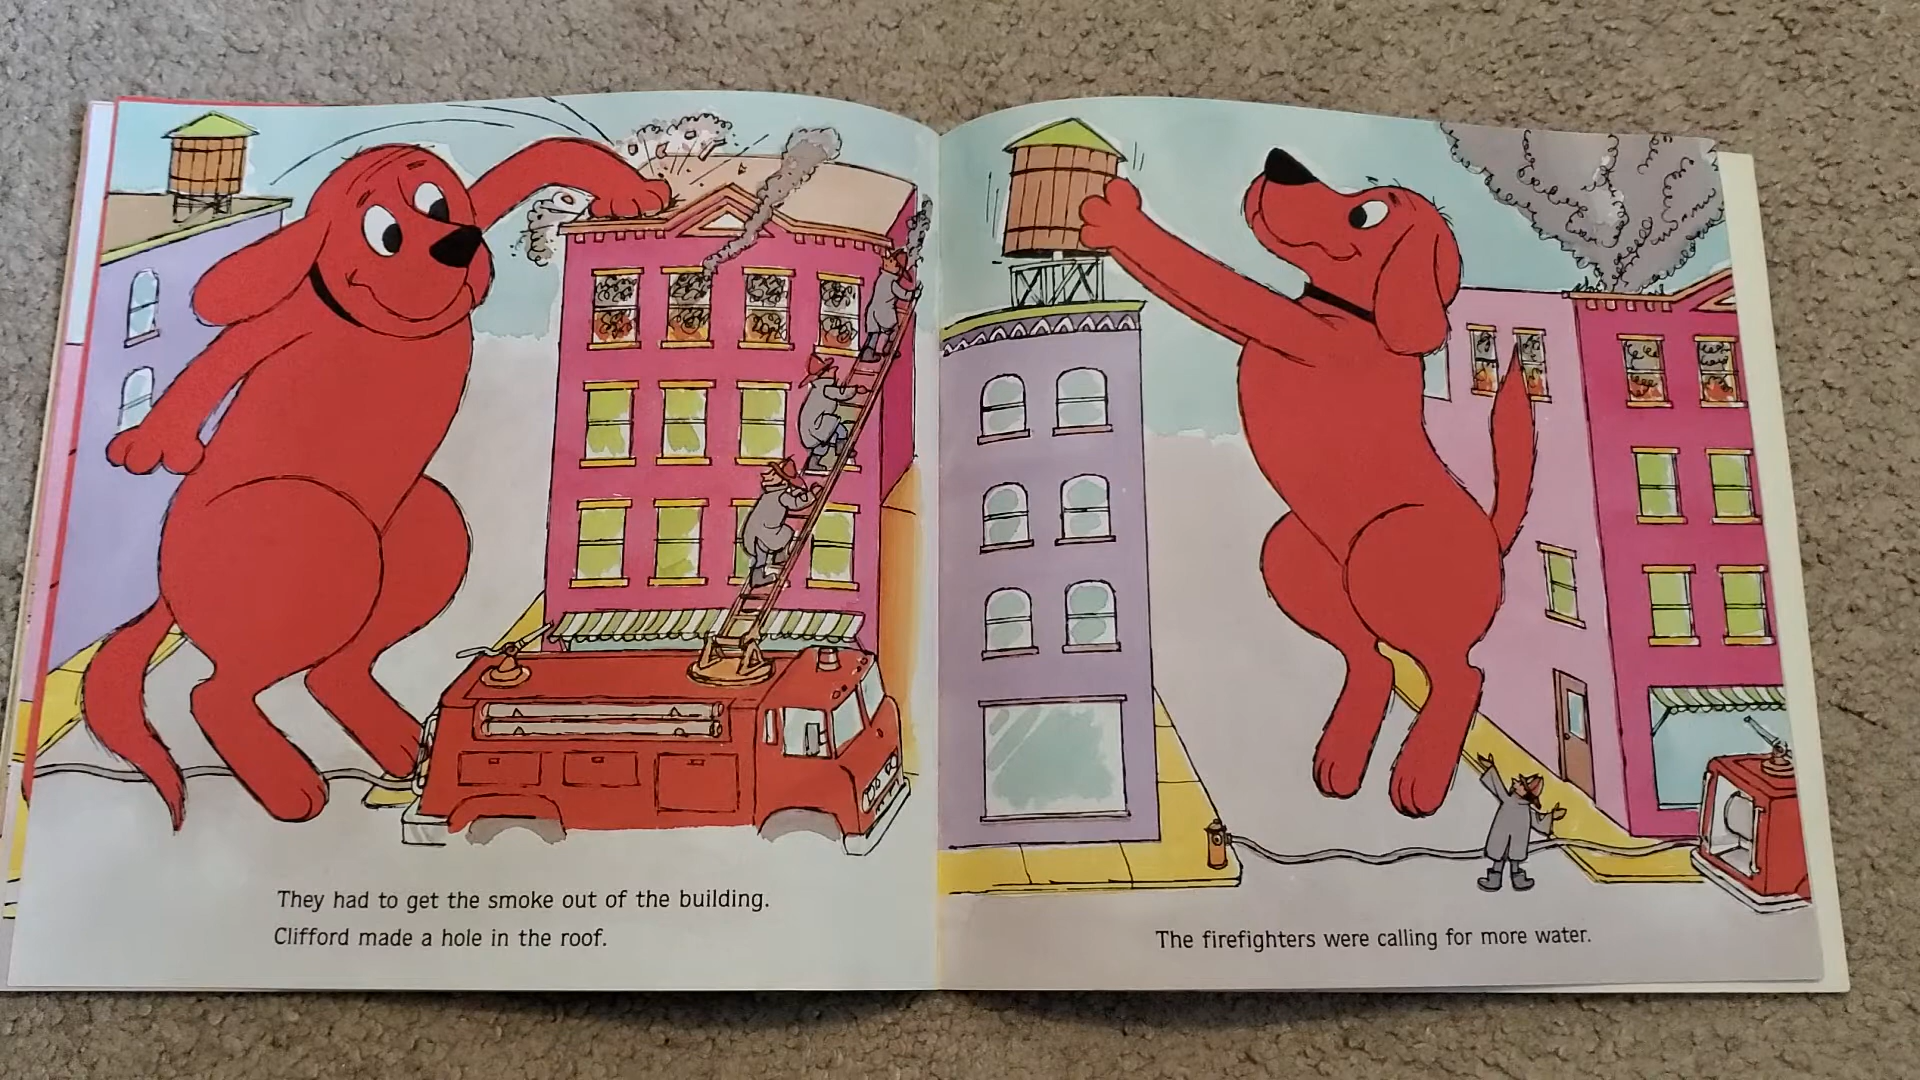 They had to get the smoke out of the building.
Clifford made a hole in the roof.
The firefighters were calling for more water.